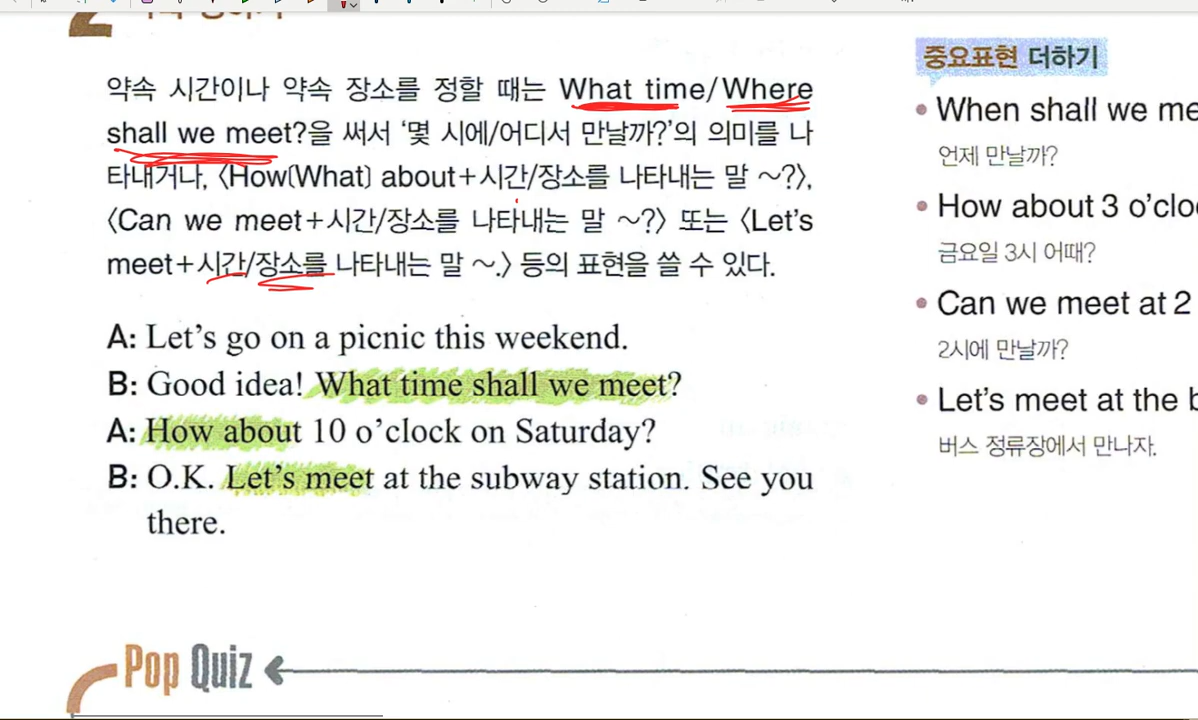 2
약속 시간이나 약속 장소를 정할 때는 What time/Where
shall we meet?을 써서 ‘몇 시에/어디서 만날까?’의 의미를 나
타내거나, 〈How(What) about+시간/장소를 나타내는 말 ~?〉,
〈Can we meet+시간/장소를 나타내는 말 ~?〉 또는 〈Let’s
meet+시간/장소를 나타내는 말 ~.〉 등의 표현을 쓸 수 있다.
A: Let’s go on a picnic this weekend.
B: Good idea! What time shall we meet?
A: How about 10 o’clock on Saturday?
B: O.K. Let’s meet at the subway station. See you
there.
중요표현 더하기
• When shall we me
언제 만날까?
• How about 3 o’clo
금요일 3시 어때?
• Can we meet at 2
2시에 만날까?
• Let’s meet at the b
버스 정류장에서 만나자.
Pop Quiz